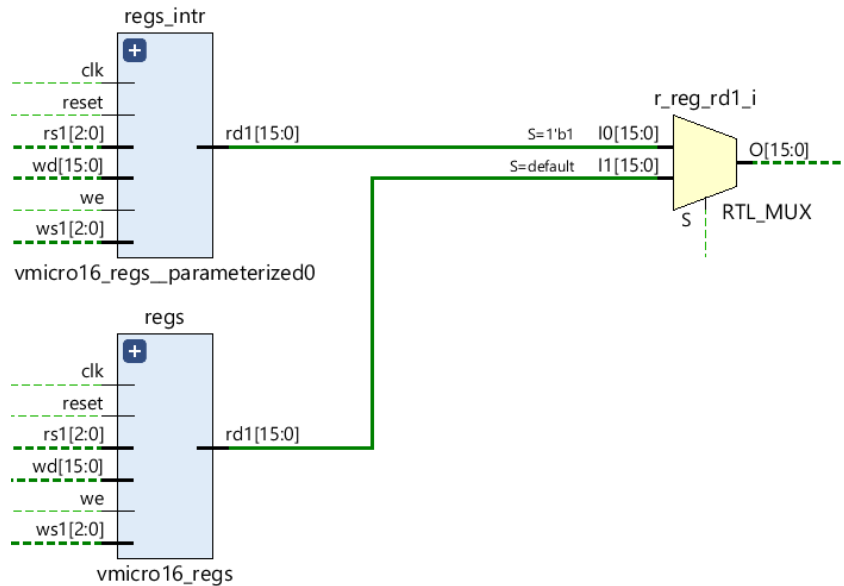 regs_intr
clk
reset
rs1[2:0]
wd[15:0]
we
ws1[2:0]
rd1[15:0]
vmicro16_regs__parameterized0
regs
clk
reset
rs1[2:0]
wd[15:0]
we
ws1[2:0]
rd1[15:0]
vmicro16_regs
r_reg_rd1_i
S=1'b1 I0[15:0]
S=default I1[15:0]
O[15:0]
S
RTL_MUX